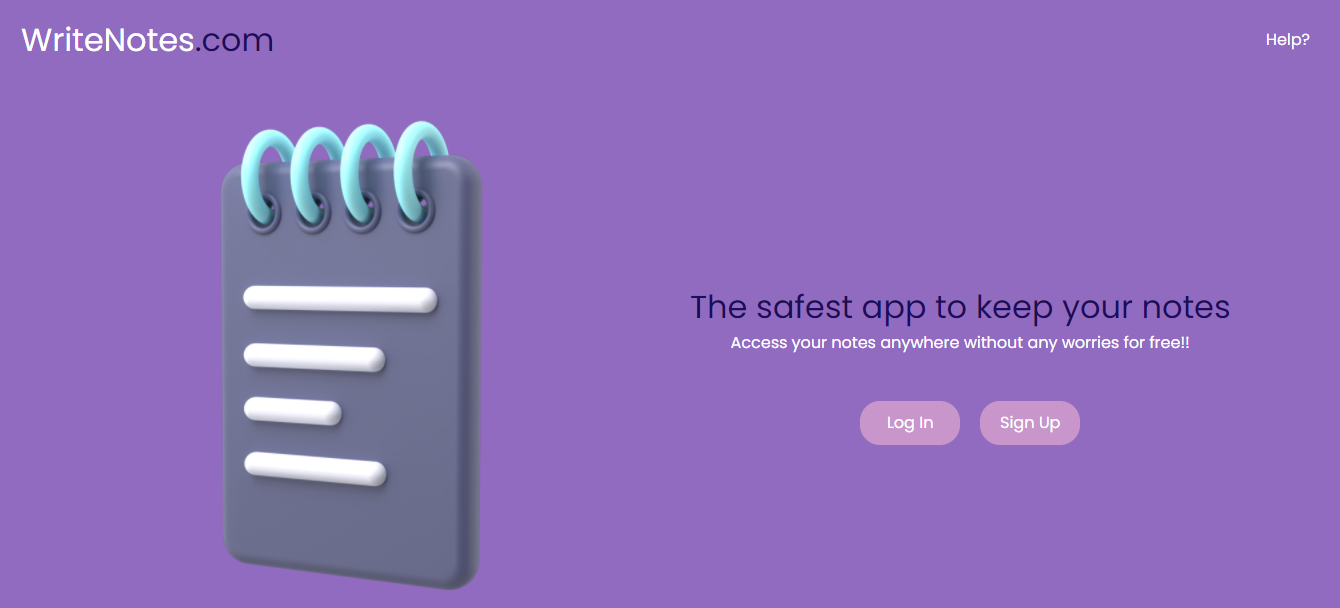 WriteNotes.com
Help?
The safest app to keep your notes
Access your notes anywhere without any worries for free!!
Log In
Sign Up